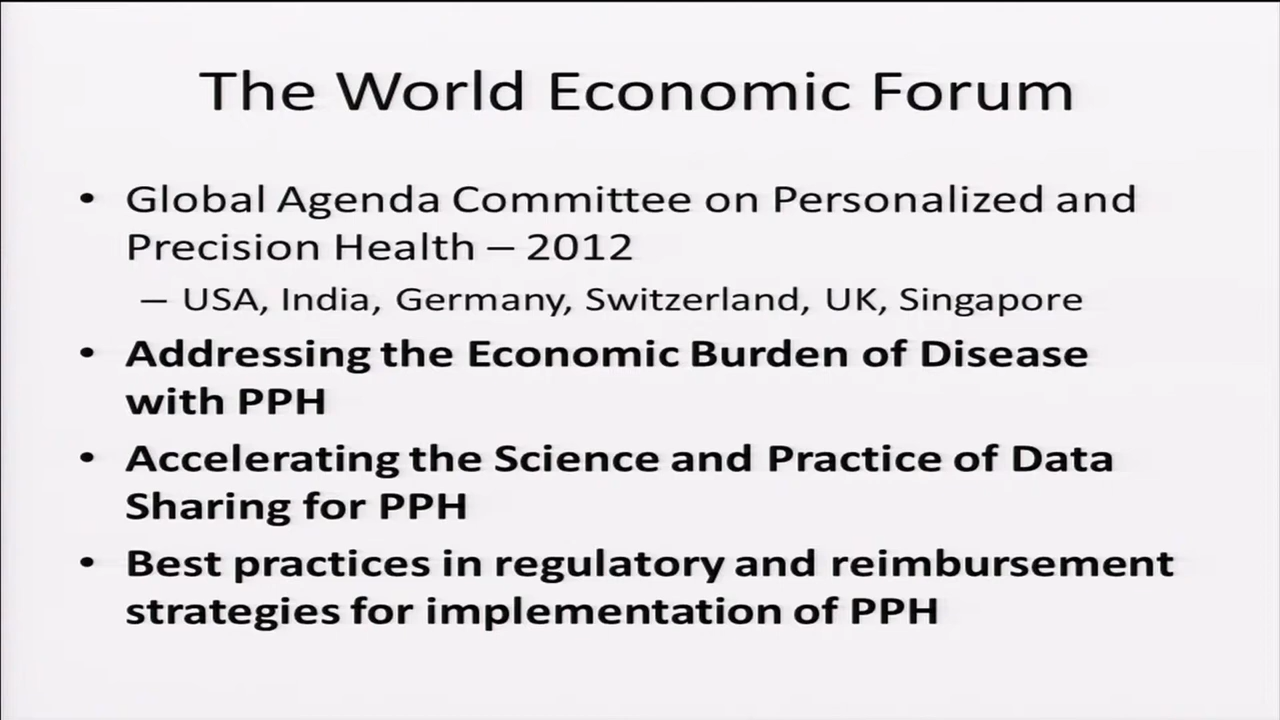 The World Economic Forum
• Global Agenda Committee on Personalized and
Precision Health – 2012
– USA, India, Germany, Switzerland, UK, Singapore
• Addressing the Economic Burden of Disease
with PPH
• Accelerating the Science and Practice of Data
Sharing for PPH
• Best practices in regulatory and reimbursement
strategies for implementation of PPH